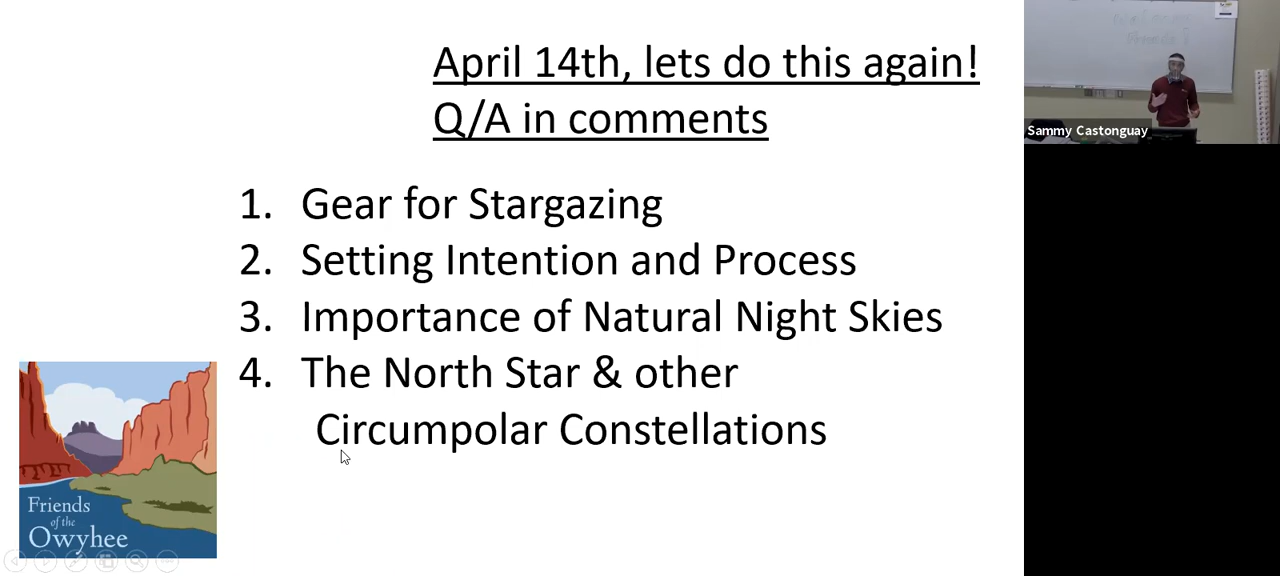 April 14th, lets do this again!
Q/A in comments
1. Gear for Stargazing
2. Setting Intention and Process
3. Importance of Natural Night Skies
4. The North Star & other
Circumpolar Constellations
Friends
of the
Owyhee
Sammy Castonguay